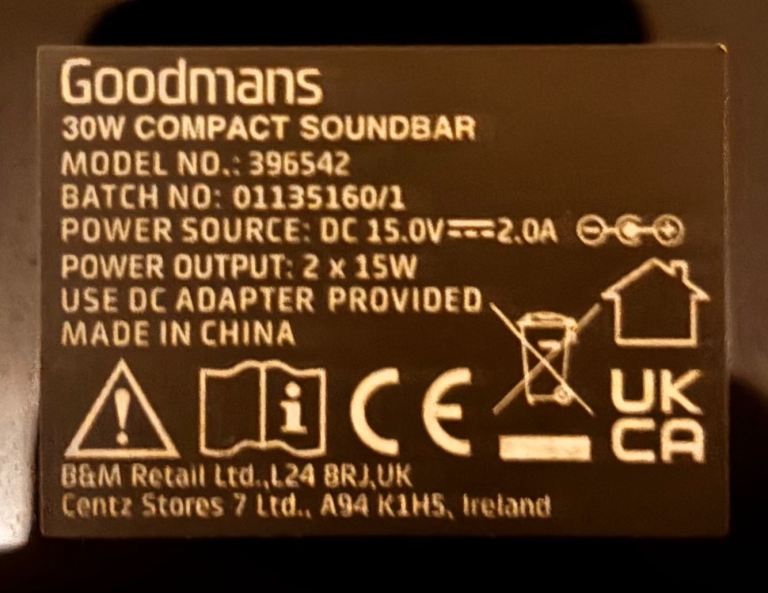 Goodmans
30W COMPACT SOUNDBAR
MODEL NO.: 396542
BATCH NO: 01135160/1
POWER SOURCE: DC 15.0V⎓2.0A
POWER OUTPUT: 2 x 15W
USE DC ADAPTER PROVIDED
MADE IN CHINA
CE
UK
CA
B&M Retail Ltd.,L24 8RJ,UK
Centz Stores 7 Ltd., A94 K1H5, Ireland